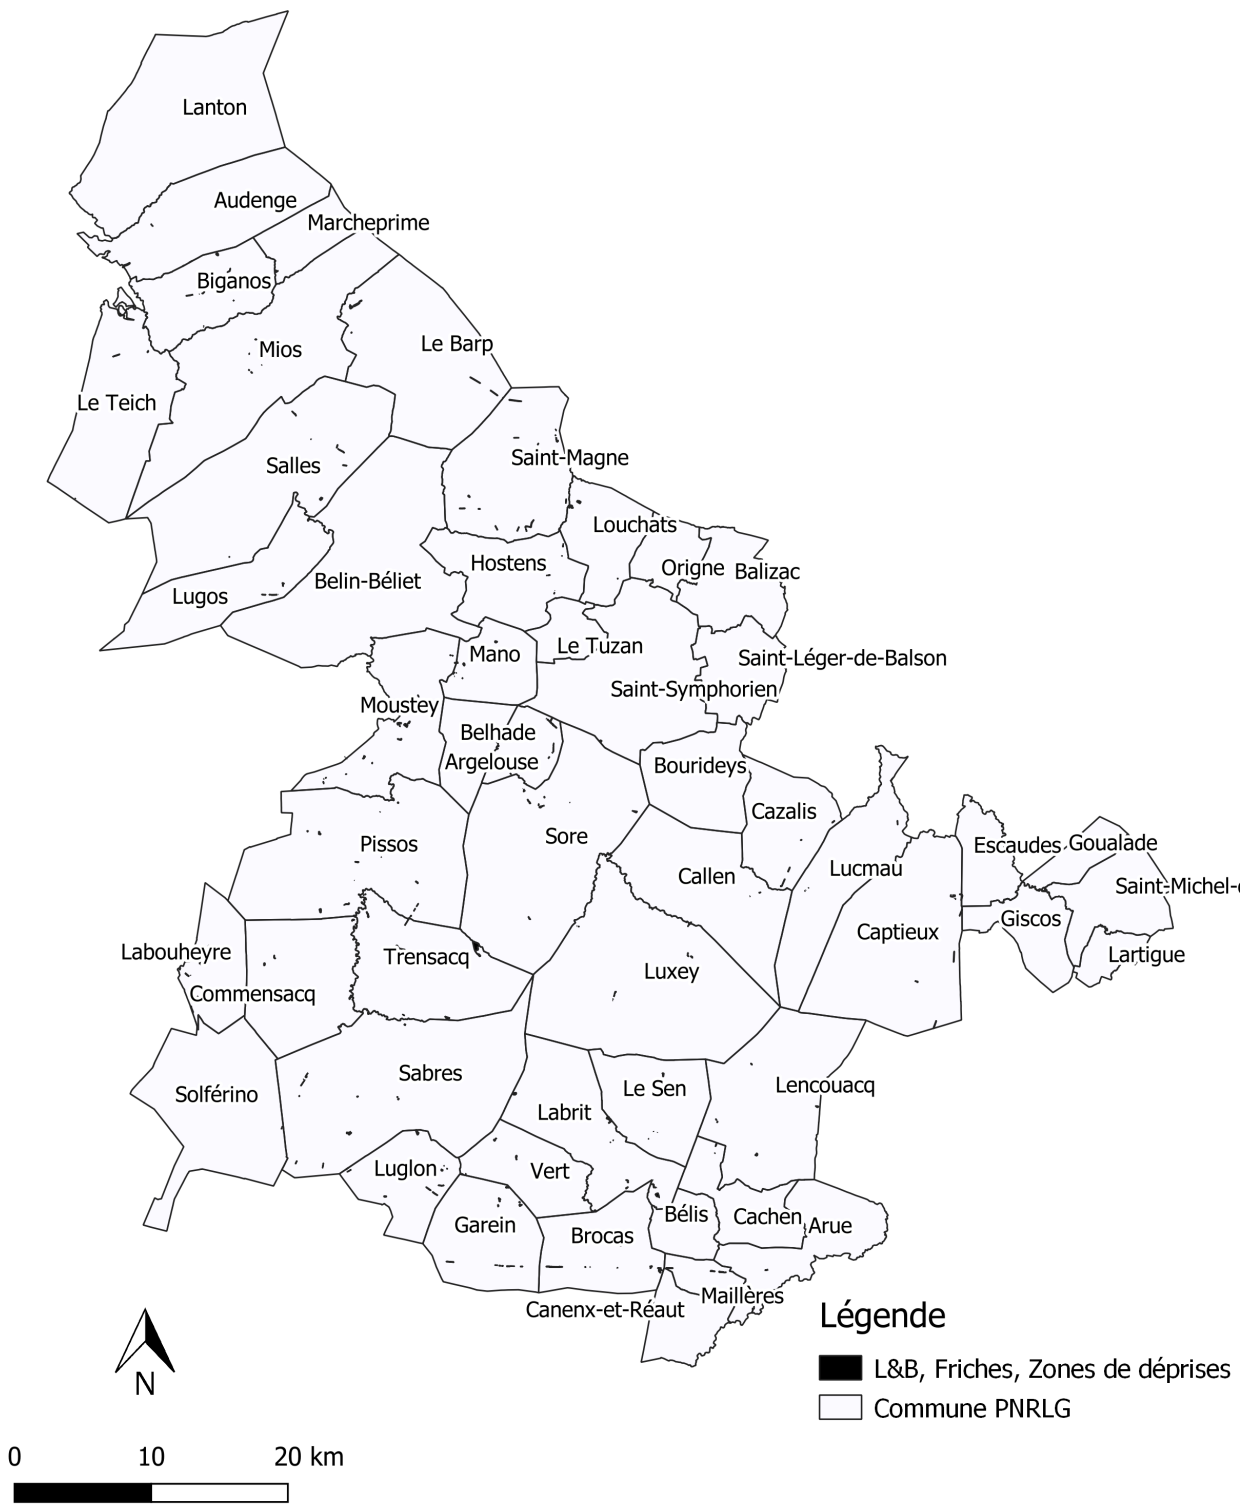 Lanton
Audenge
Marcheprime
Biganos
Mios
Le Barp
Le Teich
Salles
Saint-Magne
Louchats
Hostens
Origne
Balizac
Belin-Béliet
Lugos
Le Tuzan
Mano
Saint-Léger-de-Balson
Saint-Symphorien
Moustey
Belhade
Argelouse
Bourideys
Cazalis
Sore
Pissos
Escaudes
Goualade
Lucmau
Callen
Saint-Michel-
Giscos
Captieux
Labouheyre
Trensacq
Lartigue
Luxey
Commensacq
Sabres
Le Sen
Lencouacq
Solférino
Labrit
Luglon
Vert
Bélis
Cachen
Arue
Garein
Brocas
Maillères
Canenx-et-Réaut
Légende
L&B, Friches, Zones de déprises
Commune PNRLG
N
0 10 20 km